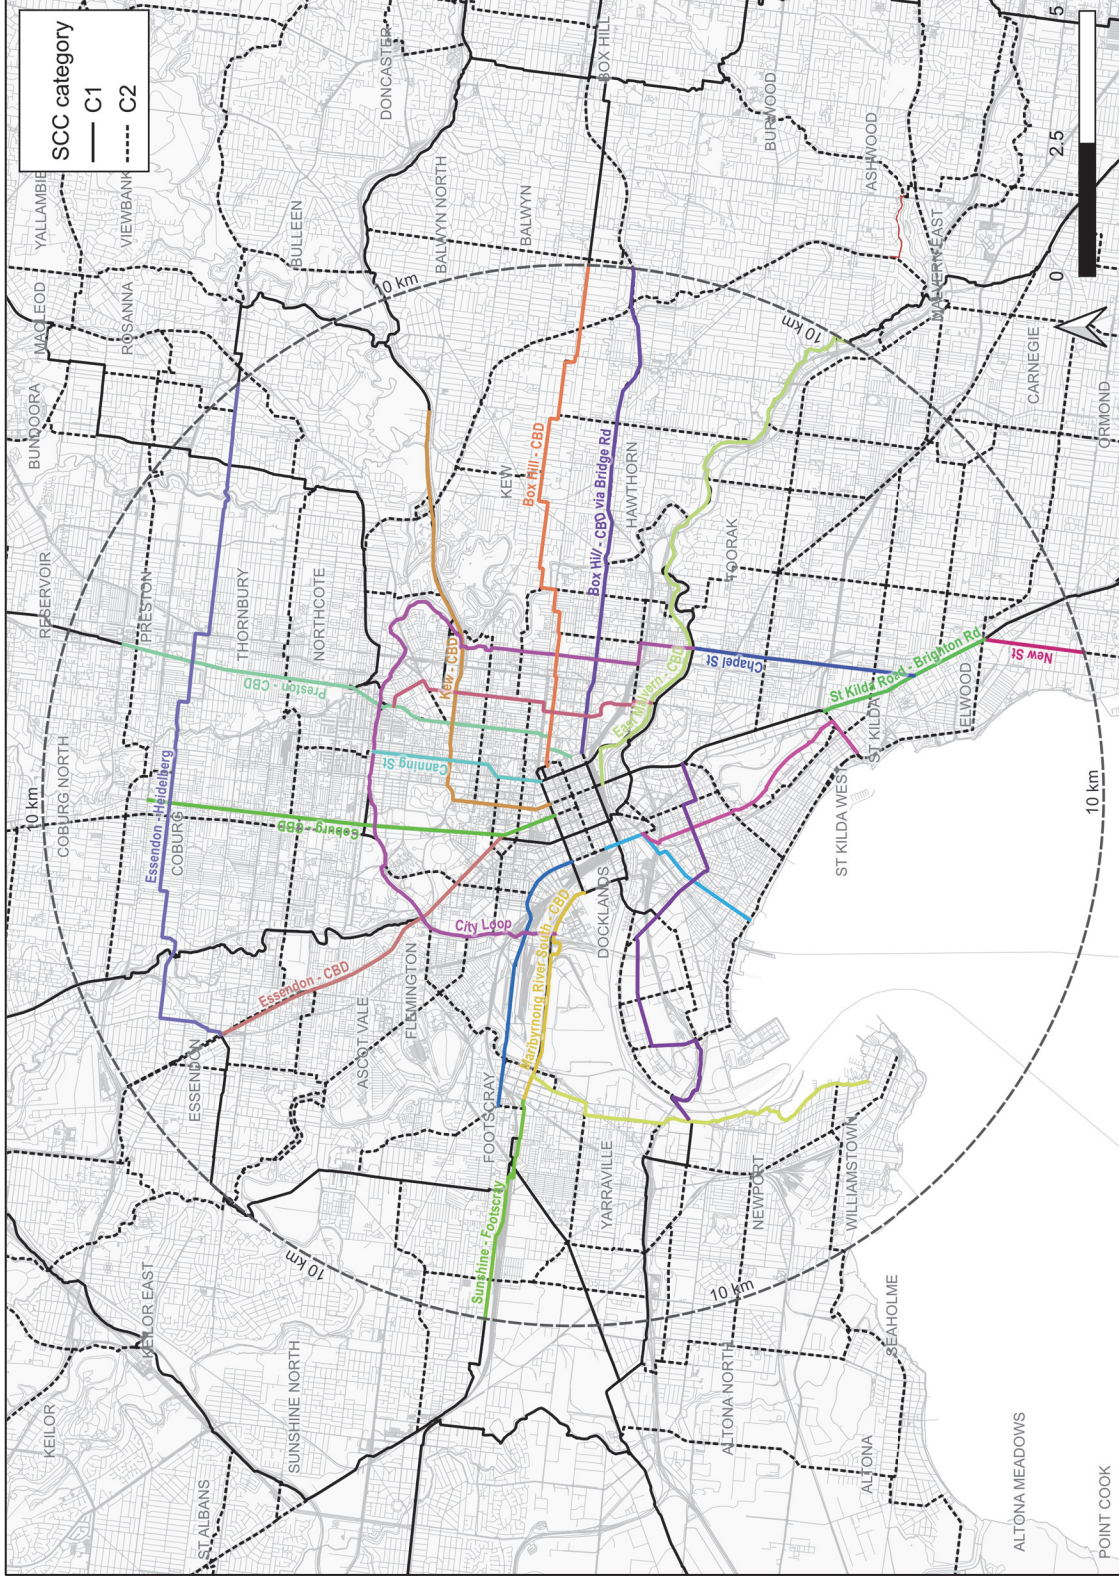 SCC category
C1
C2
0
2.5
5
10 km
10 km
10 km
10 km
10 km
10 km
KEILOR
KEILOR EAST
ST ALBANS
SUNSHINE NORTH
ESSENDON
ASCOT VALE
FLEMINGTON
FOOTSCRAY
YARRAVILLE
NEWPORT
WILLIAMSTOWN
SEAHOLME
ALTONA NORTH
ALTONA
ALTONA MEADOWS
POINT COOK
COBURG NORTH
COBURG
RESERVOIR
PRESTON
THORNBURY
NORTHCOTE
BUNDOORA
MACLEOD
YALLAMBIE
ROSANNA
VIEWBANK
BULLEEN
DONCASTER
BALWYN NORTH
BALWYN
BOX HILL
KEW
HAWTHORN
TOORAK
BURWOOD
ASHWOOD
MALVERN EAST
CARNEGIE
ORMOND
DOCKLANDS
ST KILDA WEST
ST KILDA
ELWOOD
Essendon - Heidelberg
Essendon - CBD
Coburg - CBD
Preston - CBD
Canning St
City Loop
Kew - CBD
Box Hill - CBD
Box Hill - CBD via Bridge Rd
East Malvern - CBD
Chapel St
St Kilda Road - Brighton Rd
New St
Maribyrnong River South - CBD
Sunshine - Footscray